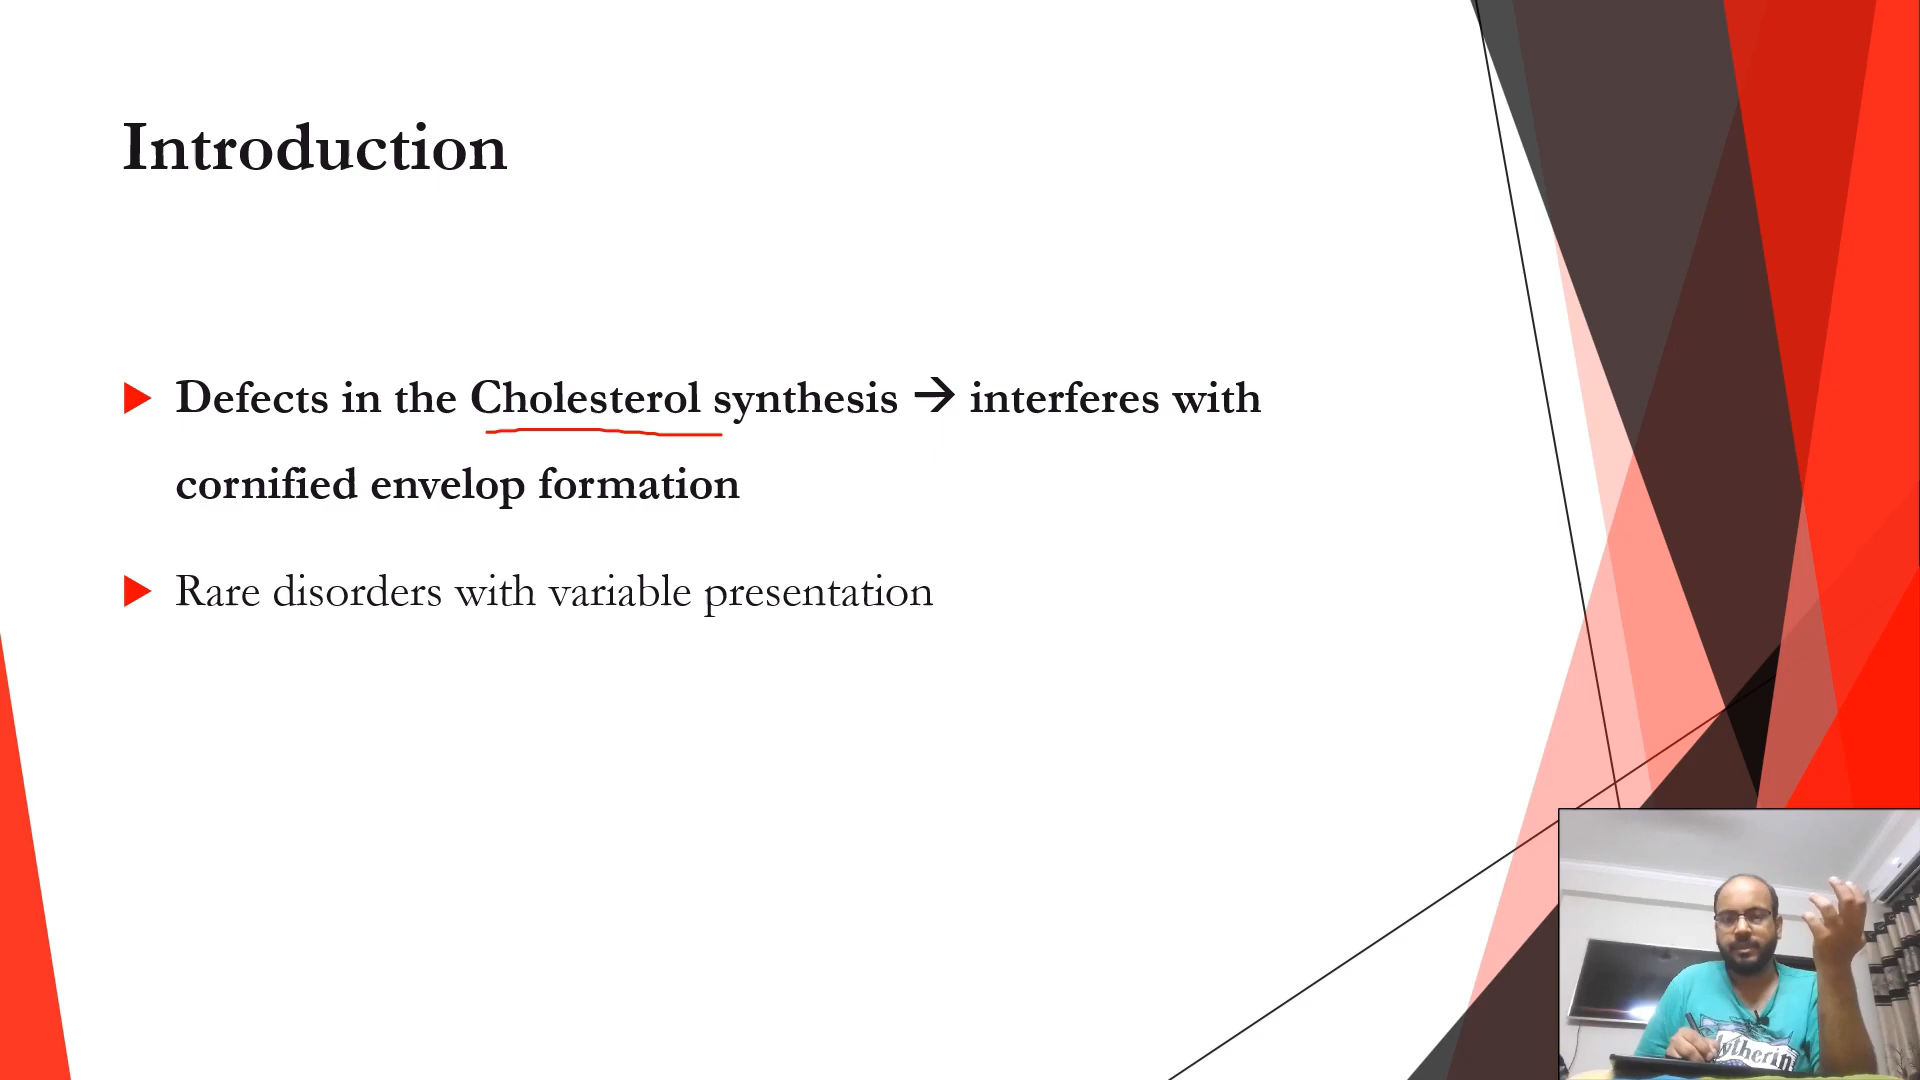 Introduction
Defects in the Cholesterol synthesis → interferes with
cornified envelop formation
Rare disorders with variable presentation